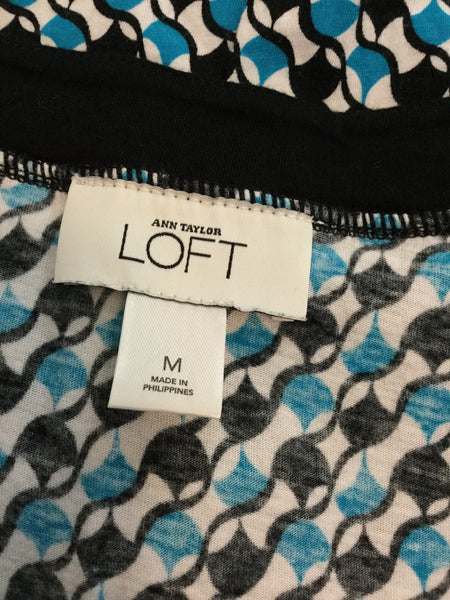 ANN TAYLOR
LOFT
M
MADE IN
PHILIPPINES